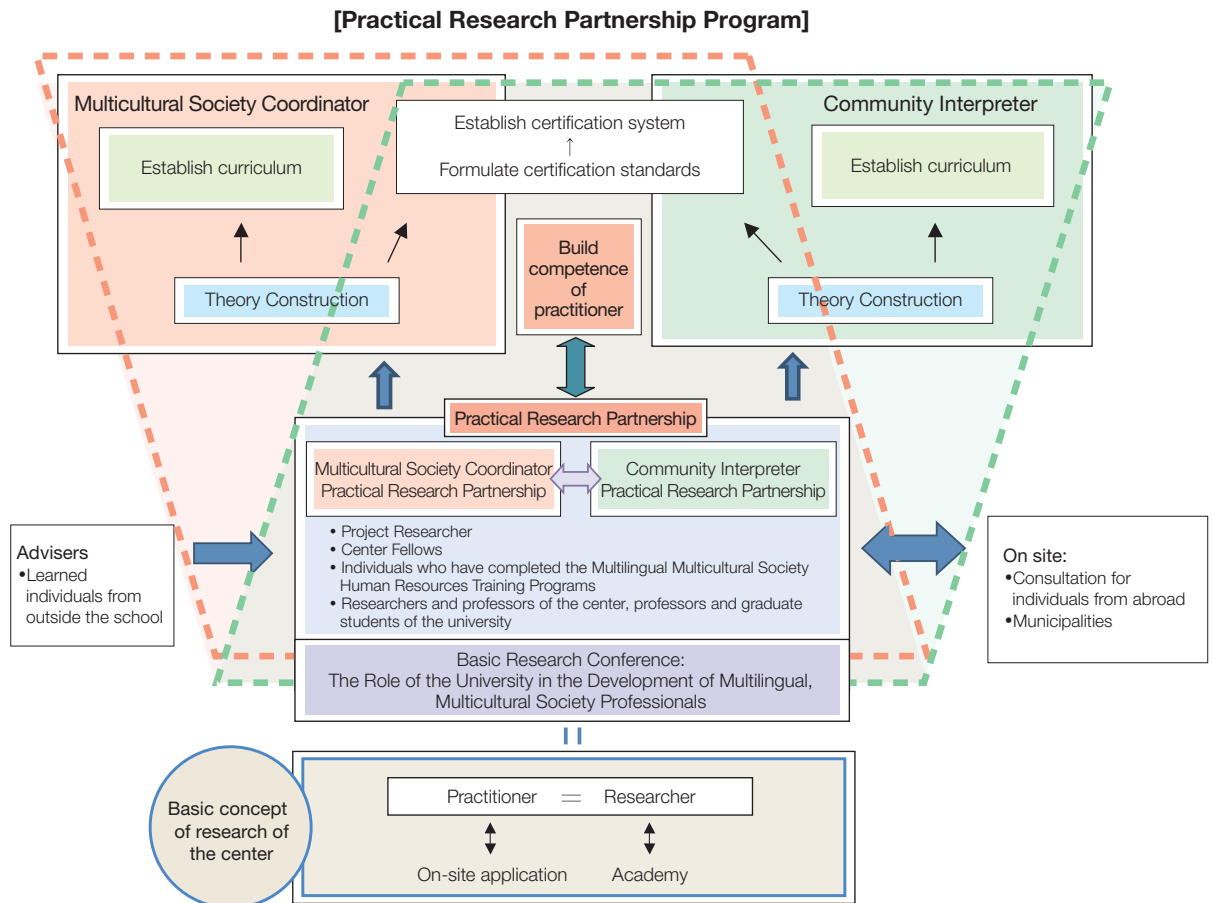 [Practical Research Partnership Program]
Multicultural Society Coordinator
Establish curriculum
Theory Construction
Establish certification system
↑
Formulate certification standards
Build
competence
of
practitioner
Community Interpreter
Establish curriculum
Theory Construction
Practical Research Partnership
Multicultural Society Coordinator
Practical Research Partnership
Community Interpreter
Practical Research Partnership
• Project Researcher
• Center Fellows
• Individuals who have completed the Multilingual Multicultural Society
Human Resources Training Programs
• Researchers and professors of the center, professors and graduate
students of the university
Advisers
•Learned
individuals from
outside the school
On site:
•Consultation for
individuals from abroad
•Municipalities
Basic Research Conference:
The Role of the University in the Development of Multilingual,
Multicultural Society Professionals
Basic concept
of research of
the center
Practitioner = Researcher
On-site application
Academy